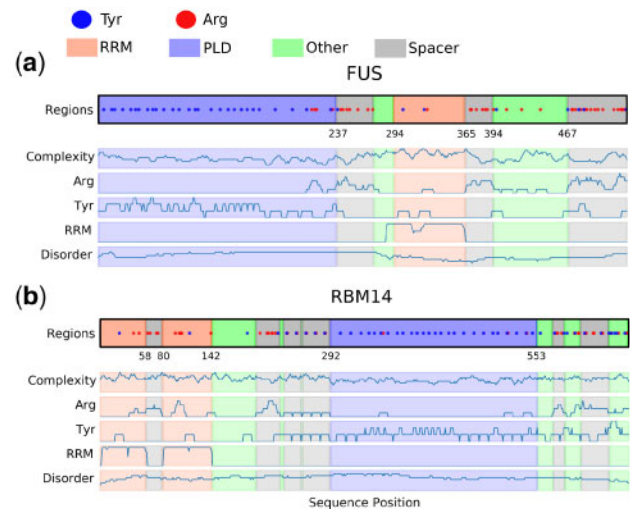 Tyr Arg
RRM PLD Other Spacer
(a) FUS
Regions
237 294 365 394 467
Complexity
Arg
Tyr
RRM
Disorder
(b) RBM14
Regions
58 80 142 292 553
Complexity
Arg
Tyr
RRM
Disorder
Sequence Position